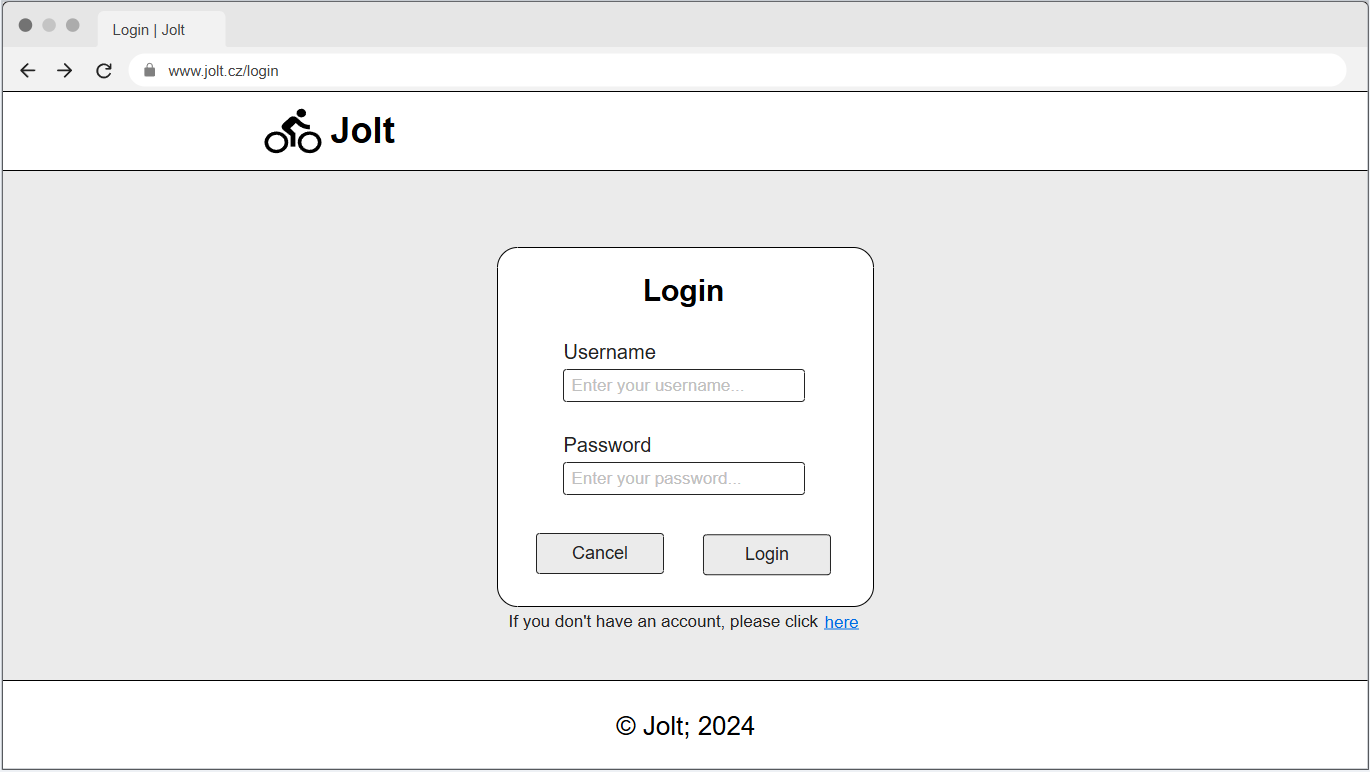 Login | Jolt
www.jolt.cz/login
Jolt
Login
Username
Enter your username...
Password
Enter your password...
Cancel Login
If you don't have an account, please click here
© Jolt; 2024